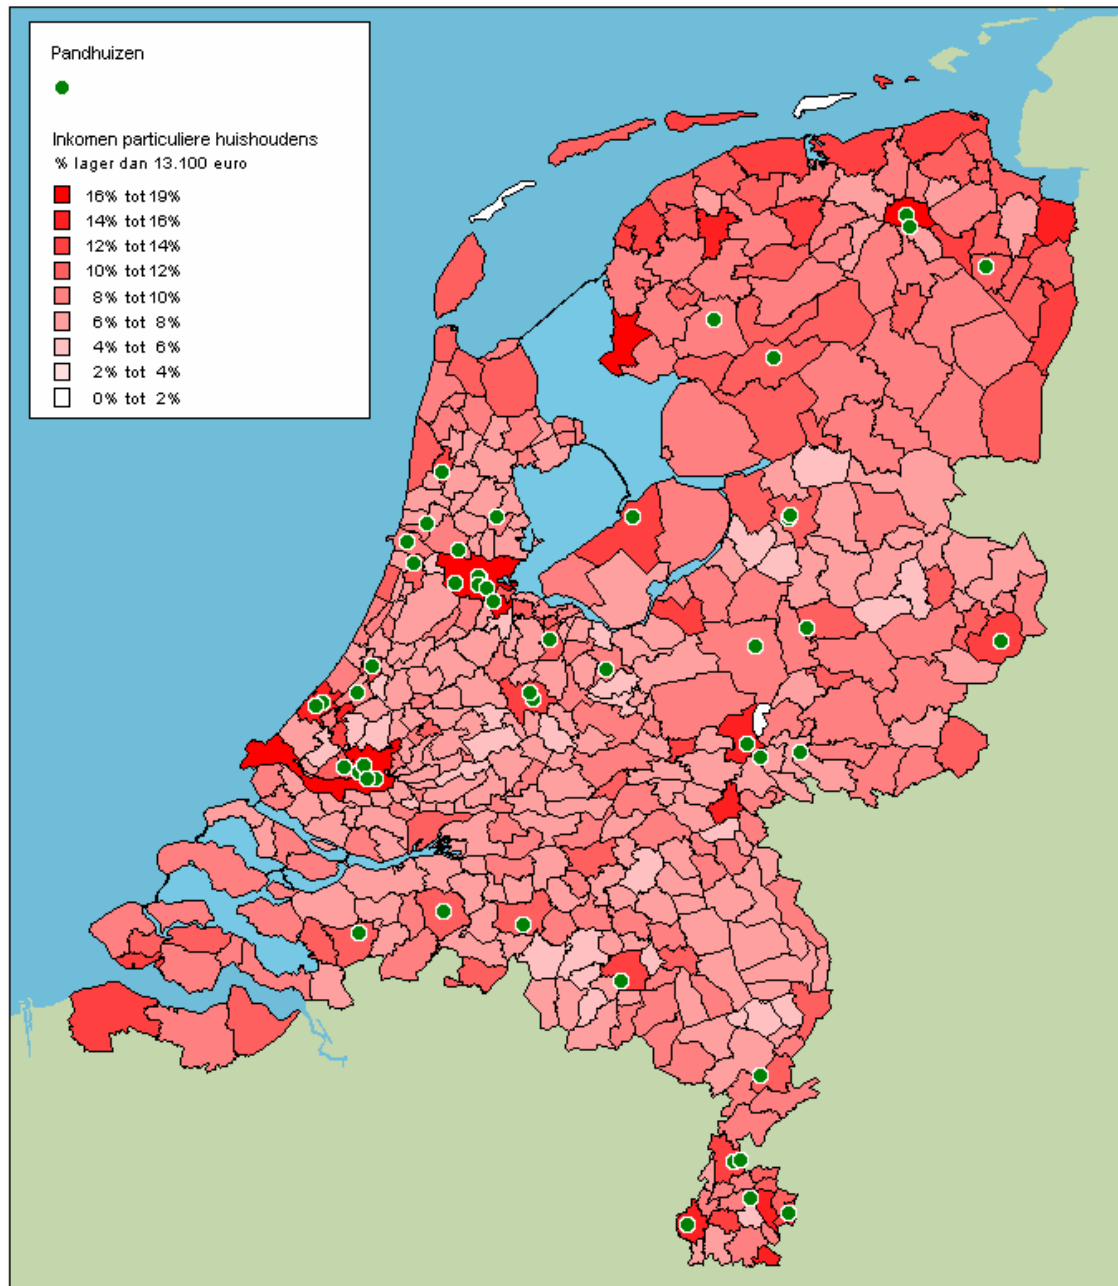 Pandhuizen
Inkomen particuliere huishoudens
% lager dan 13.100 euro
16% tot 19%
14% tot 16%
12% tot 14%
10% tot 12%
8% tot 10%
6% tot 8%
4% tot 6%
2% tot 4%
0% tot 2%